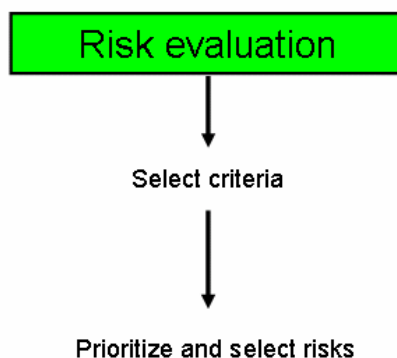 Risk evaluation
Select criteria
Prioritize and select risks